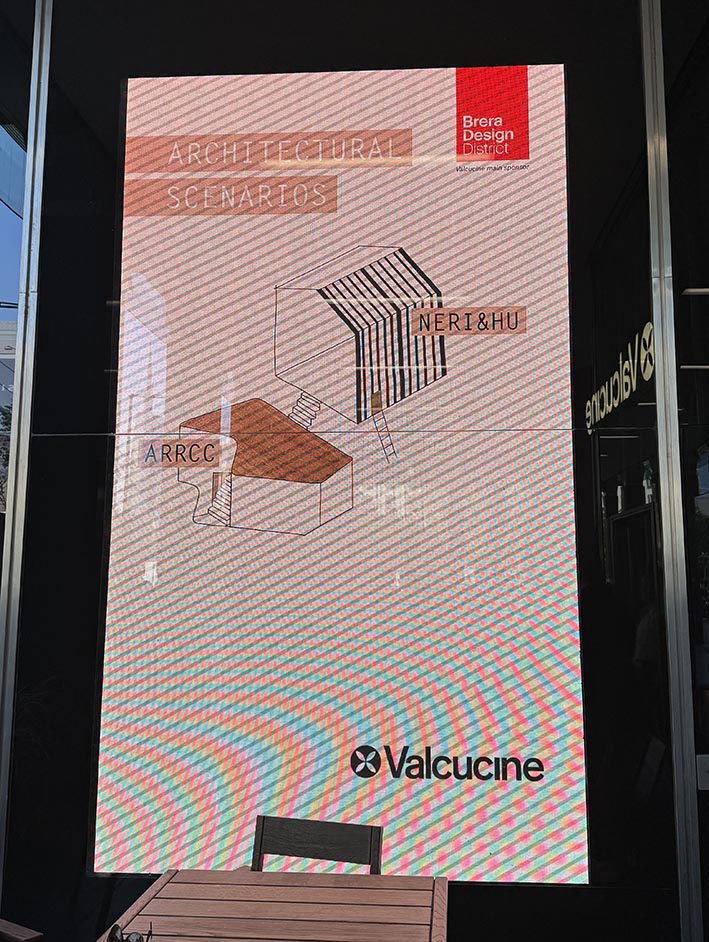 Brera
Design
District
Valcucine main sponsor
ARCHITECTURAL
SCENARIOS
NERI&HU
ARRCC
Valcucine
Valcucine